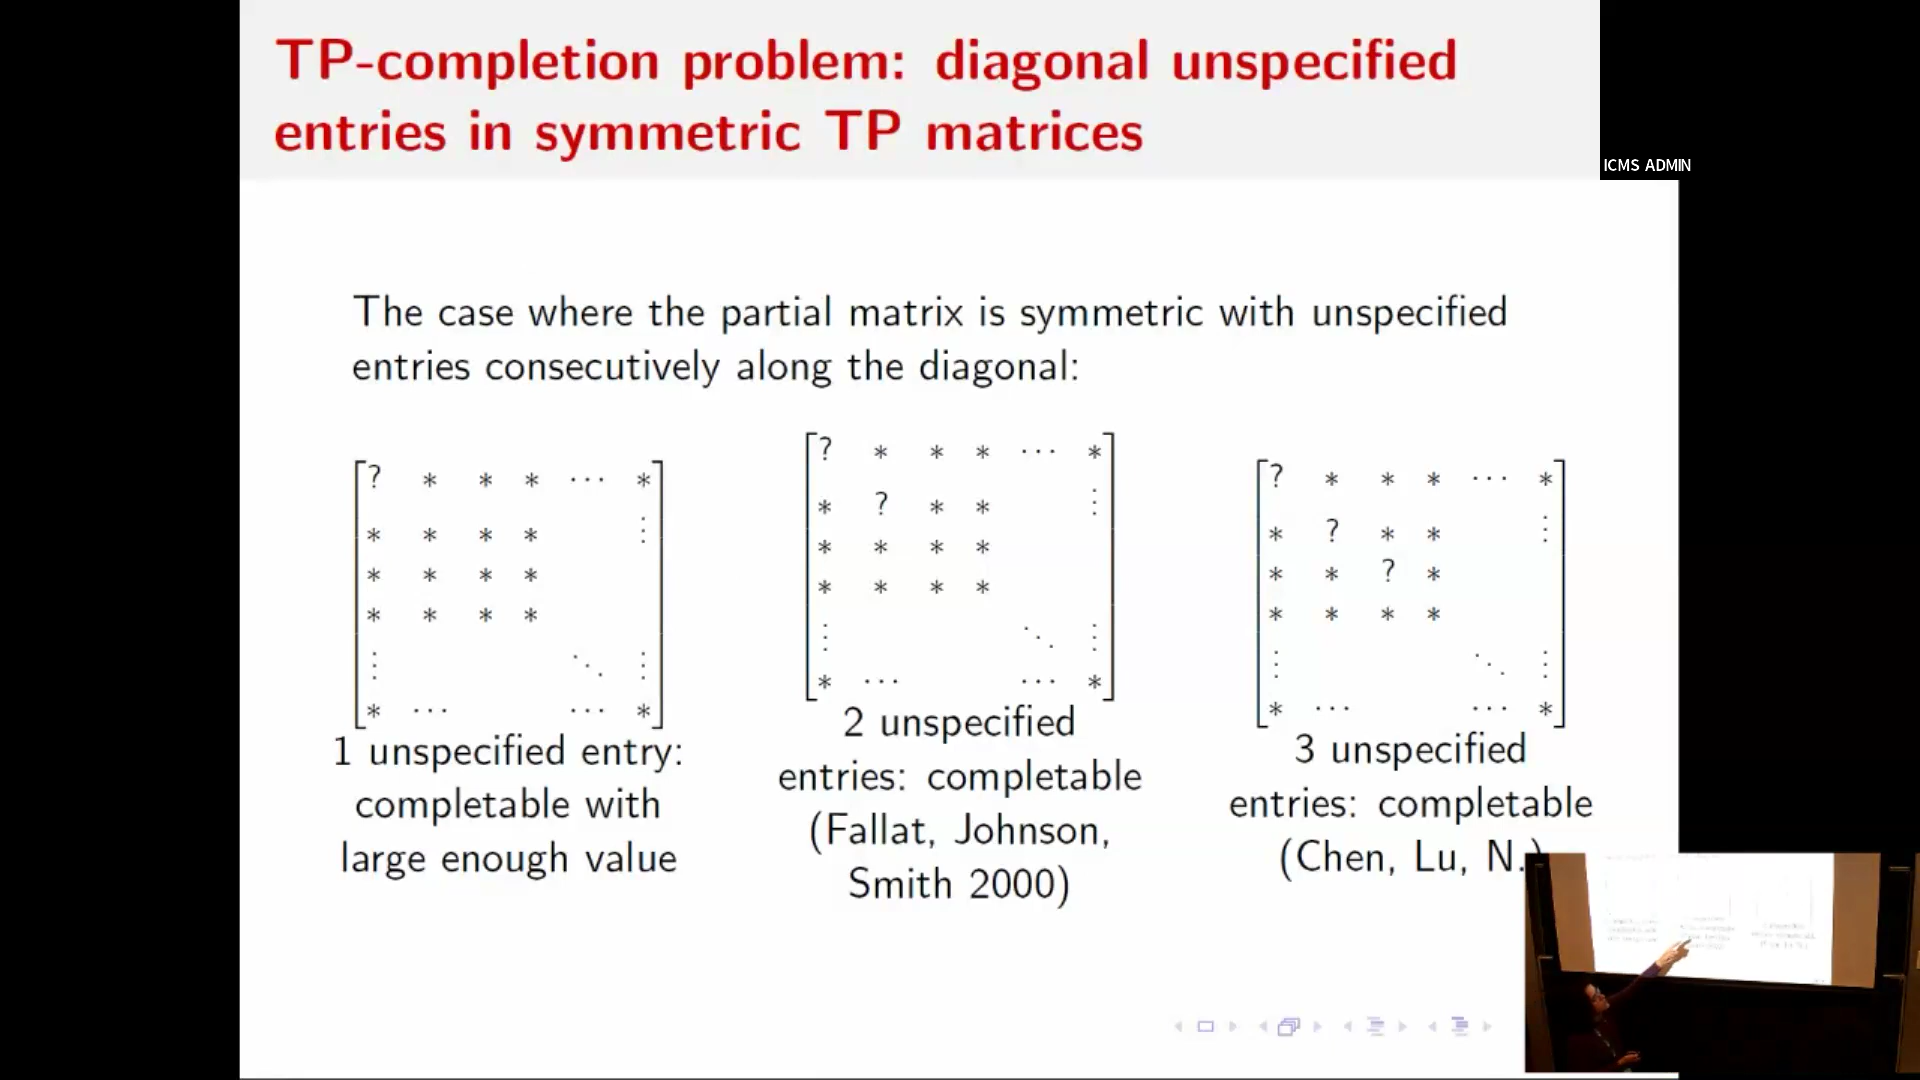 TP-completion problem: diagonal unspecified
entries in symmetric TP matrices
ICMS ADMIN
The case where the partial matrix is symmetric with unspecified
entries consecutively along the diagonal:
? * * * ⋯ *
* * * * ⋮
* * * *
* * * *
⋮ ⋱ ⋮
* ⋯ ⋯ *
1 unspecified entry:
completable with
large enough value
? * * * ⋯ *
* ? * * ⋮
* * * *
* * * *
⋮ ⋱ ⋮
* ⋯ ⋯ *
2 unspecified
entries: completable
(Fallat, Johnson,
Smith 2000)
? * * * ⋯ *
* ? * * ⋮
* * ? *
* * * *
⋮ ⋱ ⋮
* ⋯ ⋯ *
3 unspecified
entries: completable
(Chen, Lu, N.)